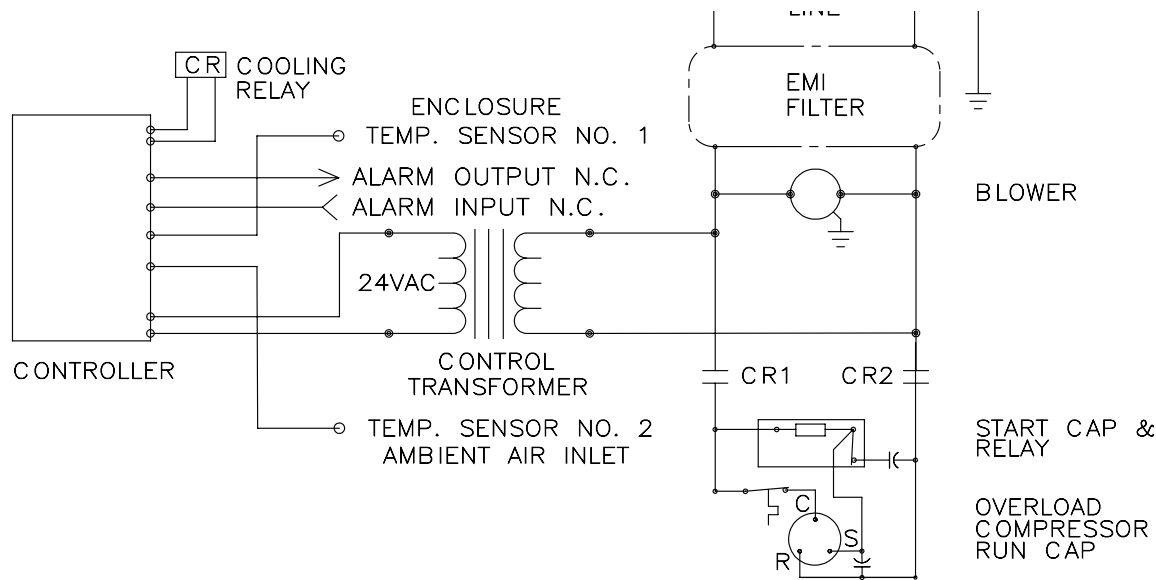 LINE
CR COOLING
RELAY
EMI
FILTER
ENCLOSURE
TEMP. SENSOR NO. 1
ALARM OUTPUT N.C.
ALARM INPUT N.C.
BLOWER
24VAC
CONTROLLER
CONTROL
TRANSFORMER
CR1
CR2
TEMP. SENSOR NO. 2
AMBIENT AIR INLET
START CAP &
RELAY
C
S
R
OVERLOAD
COMPRESSOR
RUN CAP